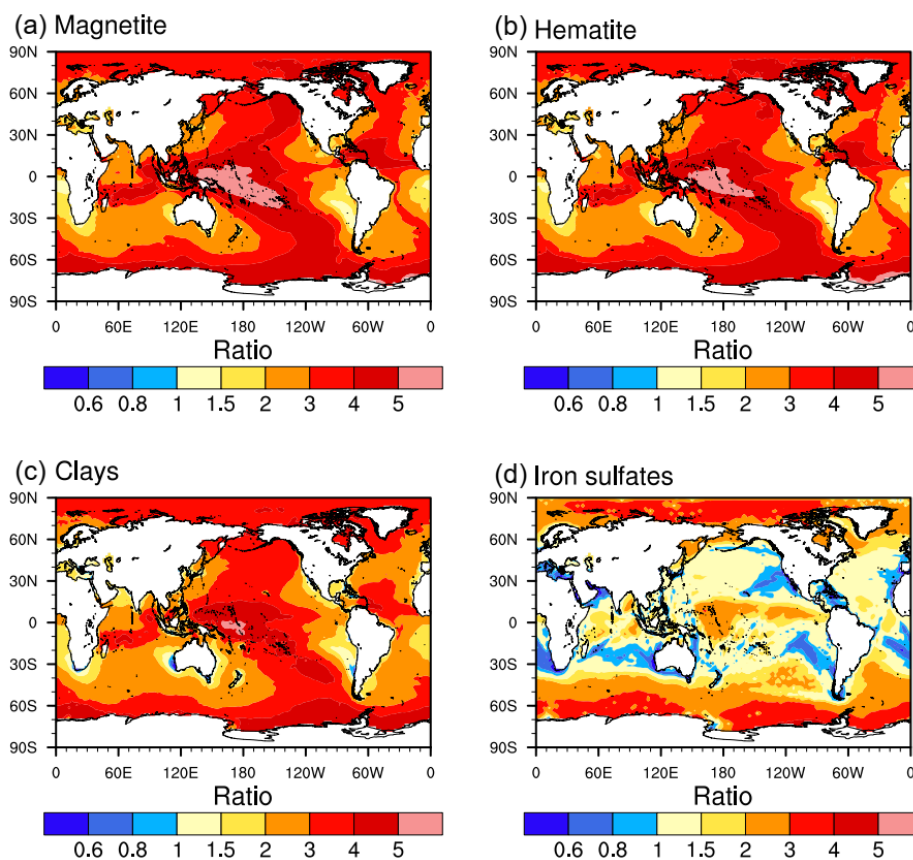 (a) Magnetite
90N
60N
30N
0
30S
60S
90S
0 60E 120E 180 120W 60W 0
Ratio
0.6 0.8 1 1.5 2 3 4 5
(b) Hematite
90N
60N
30N
0
30S
60S
90S
0 60E 120E 180 120W 60W 0
Ratio
0.6 0.8 1 1.5 2 3 4 5
(c) Clays
90N
60N
30N
0
30S
60S
90S
0 60E 120E 180 120W 60W 0
Ratio
0.6 0.8 1 1.5 2 3 4 5
(d) Iron sulfates
90N
60N
30N
0
30S
60S
90S
0 60E 120E 180 120W 60W 0
Ratio
0.6 0.8 1 1.5 2 3 4 5